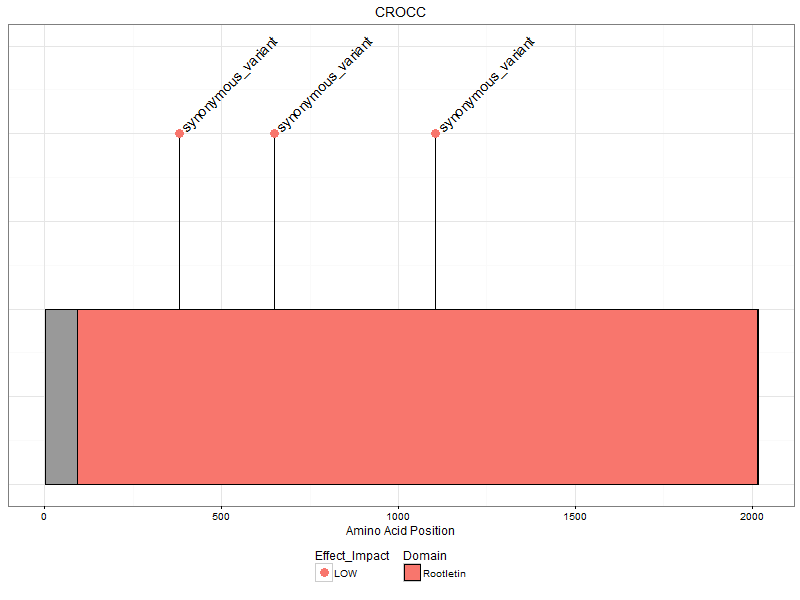 CROCC
synonymous_variant
synonymous_variant
synonymous_variant
0 500 1000 1500 2000
Amino Acid Position
Effect_Impact Domain
LOW Rootletin